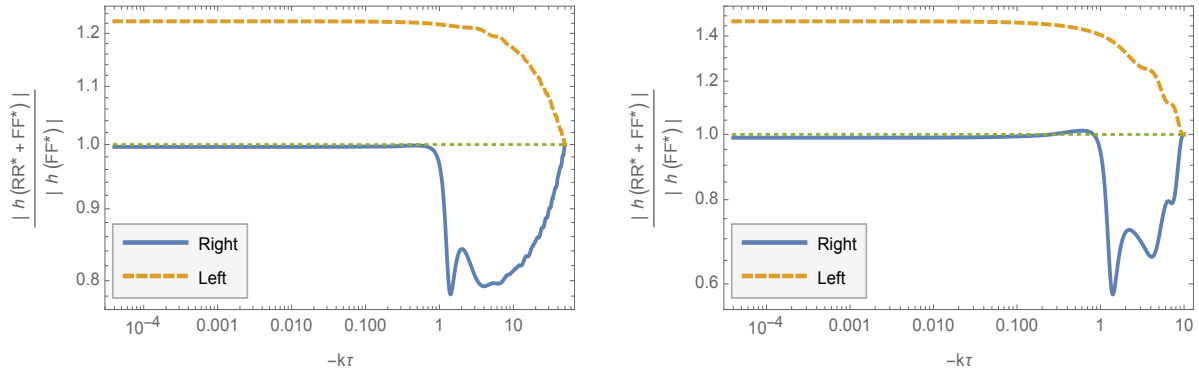 | h (RR* + FF*) |
| h (FF*) |
1.2
1.1
1.0
0.9
0.8
Right
Left
10⁻⁴
0.001
0.010
0.100
1
10
-kτ
| h (RR* + FF*) |
| h (FF*) |
1.4
1.2
1.0
0.8
0.6
Right
Left
10⁻⁴
0.001
0.010
0.100
1
10
-kτ